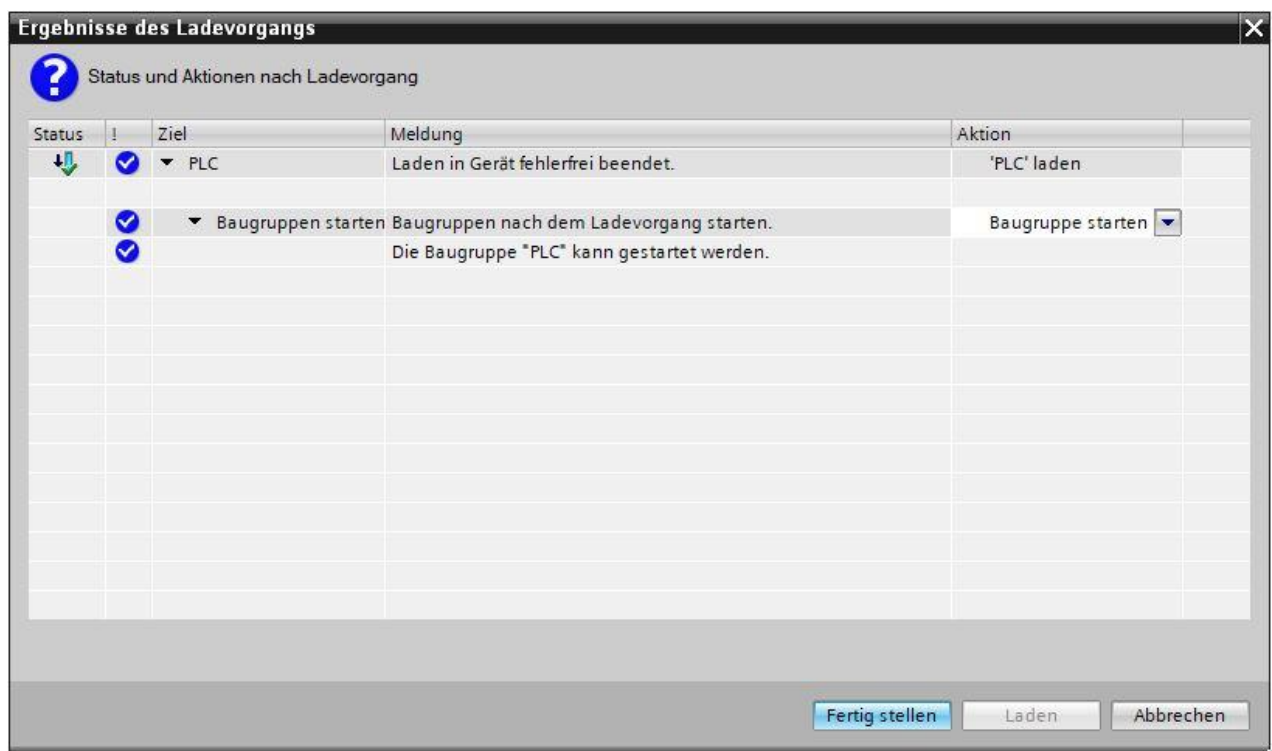 Ergebnisse des Ladevorgangs
Status und Aktionen nach Ladevorgang
Status ! Ziel Meldung Aktion
PLC Laden in Gerät fehlerfrei beendet. 'PLC' laden
Baugruppen starten Baugruppen nach dem Ladevorgang starten. Baugruppe starten
Die Baugruppe "PLC" kann gestartet werden.
Fertig stellen Laden Abbrechen